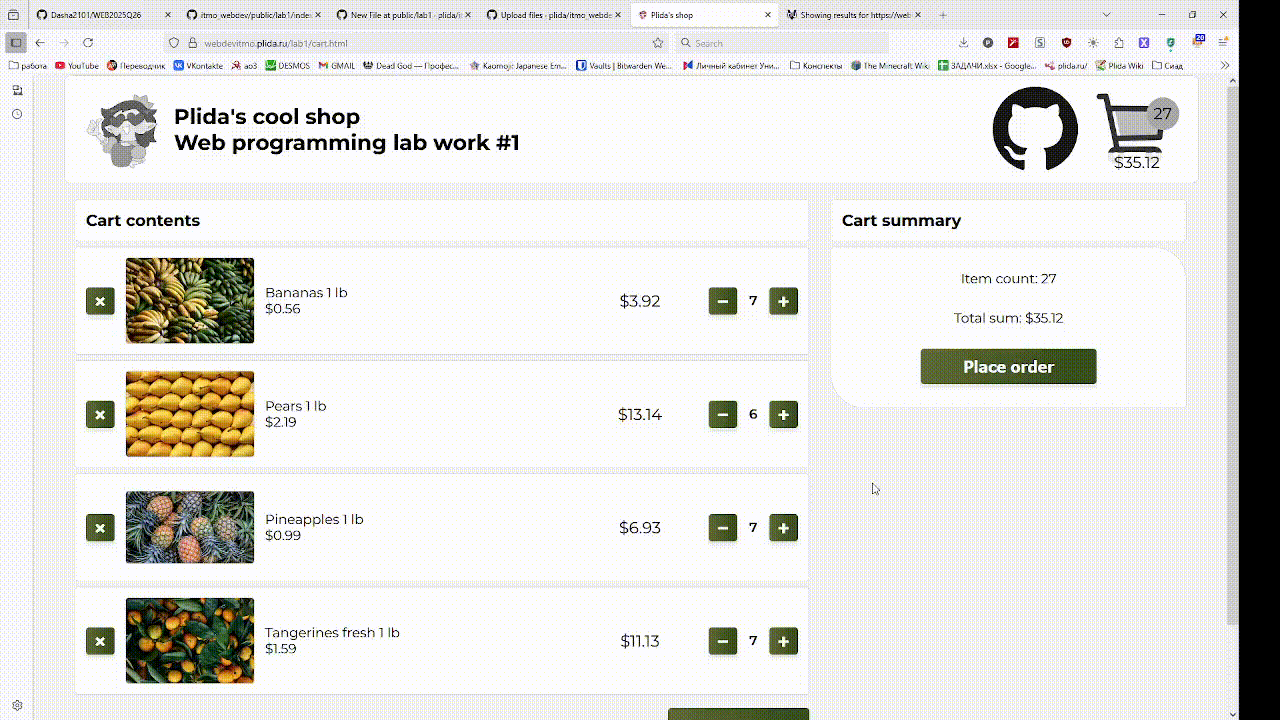 Dasha2101/WEB2025Q26
itmo_webdev/public/lab1/index
New file at public/lab1 · plida/it
Upload files · plida/itmo_webde
Plida's shop
Showing results for https://web
webdevitmo.plida.ru/lab1/cart.html
Search
20
работа
YouTube
Переводчик
VKontakte
ao3
DESMOS
GMAIL
Dead God — Профес...
Kaomoji: Japanese Em...
Vaults | Bitwarden We...
Личный кабинет Уни...
Конспекты
The Minecraft Wiki
ЗАДАЧИ.xlsx - Google...
plida.ru/
Plida Wiki
Сиад
Plida's cool shop
Web programming lab work #1
27
$35.12
Cart contents
Bananas 1 lb
$0.56
$3.92
7
Pears 1 lb
$2.19
$13.14
6
Pineapples 1 lb
$0.99
$6.93
7
Tangerines fresh 1 lb
$1.59
$11.13
7
Cart summary
Item count: 27
Total sum: $35.12
Place order